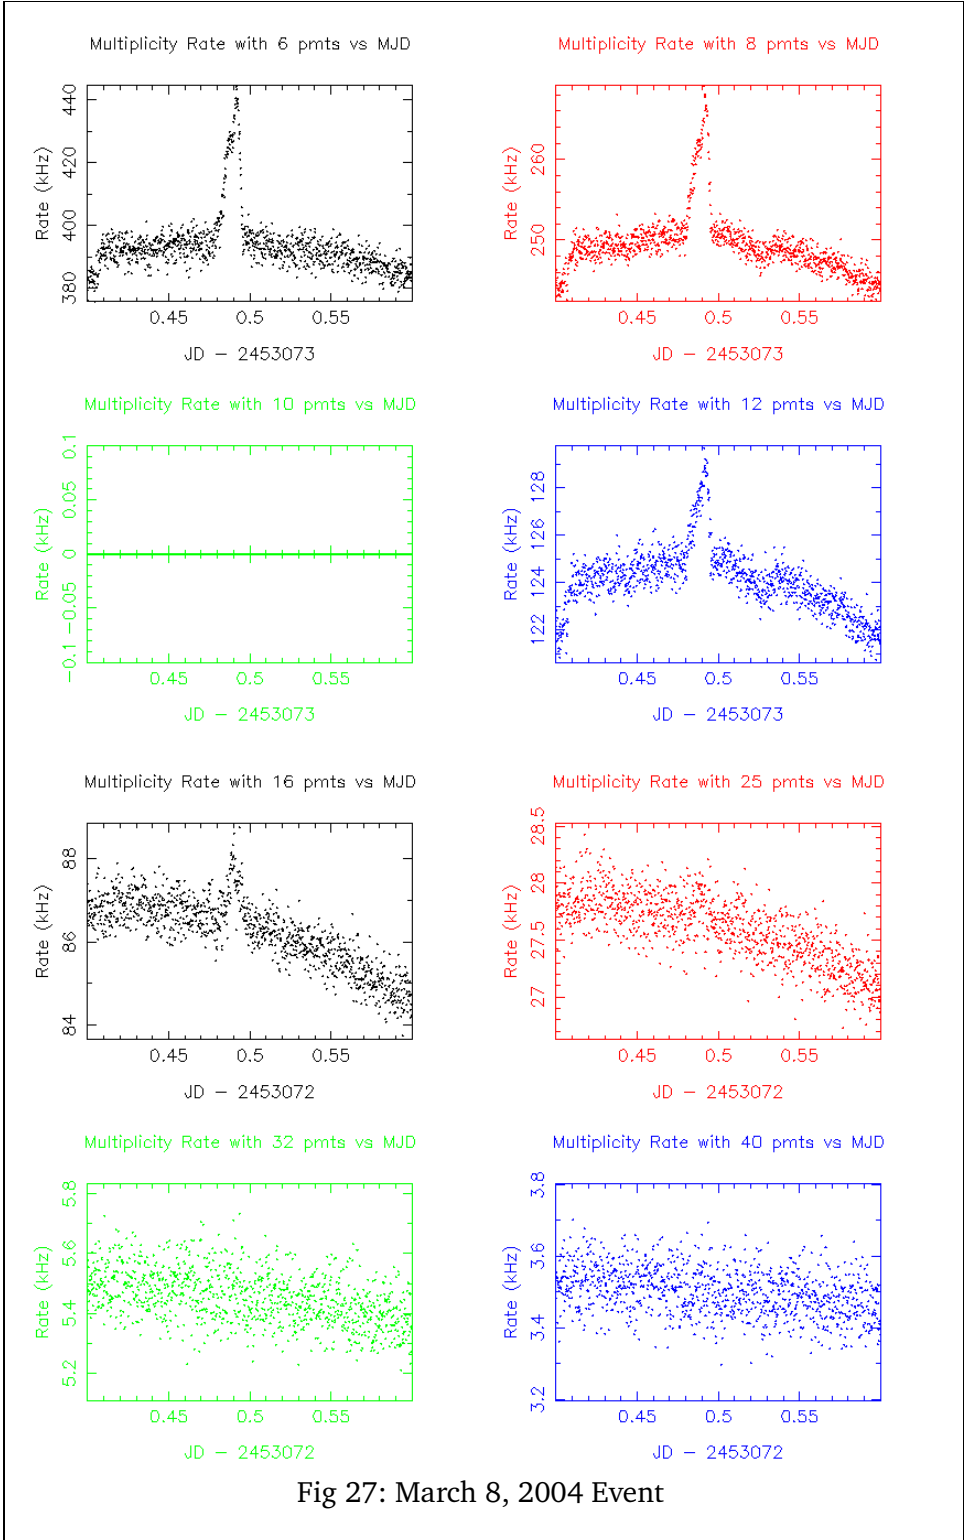 Multiplicity Rate with 6 pmts vs MJD
Rate (kHz)
440
420
400
380
0.45 0.5 0.55
JD − 2453073
Multiplicity Rate with 8 pmts vs MJD
Rate (kHz)
260
250
0.45 0.5 0.55
JD − 2453073
Multiplicity Rate with 10 pmts vs MJD
Rate (kHz)
0.1
0.05
0
−0.05
−0.1
0.45 0.5 0.55
JD − 2453073
Multiplicity Rate with 12 pmts vs MJD
Rate (kHz)
128
126
124
122
0.45 0.5 0.55
JD − 2453073
Multiplicity Rate with 16 pmts vs MJD
Rate (kHz)
88
86
84
0.45 0.5 0.55
JD − 2453072
Multiplicity Rate with 25 pmts vs MJD
Rate (kHz)
28.5
28
27.5
27
0.45 0.5 0.55
JD − 2453072
Multiplicity Rate with 32 pmts vs MJD
Rate (kHz)
5.8
5.6
5.4
5.2
0.45 0.5 0.55
JD − 2453072
Multiplicity Rate with 40 pmts vs MJD
Rate (kHz)
3.8
3.6
3.4
3.2
0.45 0.5 0.55
JD − 2453072
Fig 27: March 8, 2004 Event